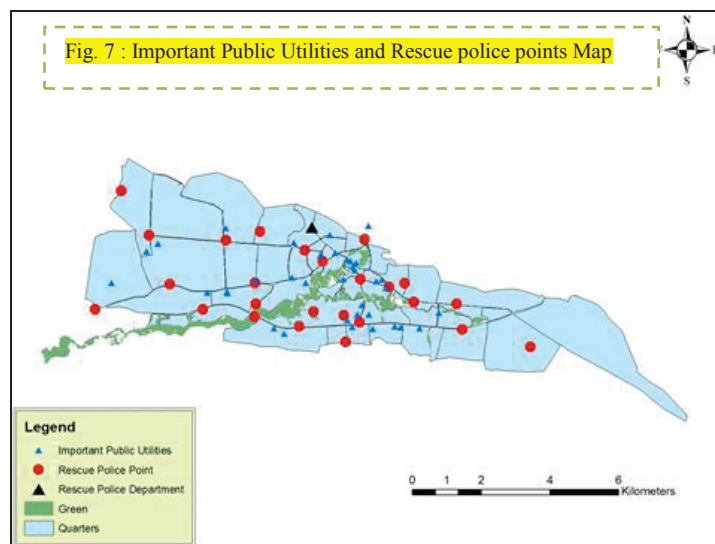 Fig. 7 : Important Public Utilities and Rescue police points Map
N
S
Legend
Important Public Utilities
Rescue Police Point
Rescue Police Department
Green
Quarters
0 1 2 4 6
Kilometers